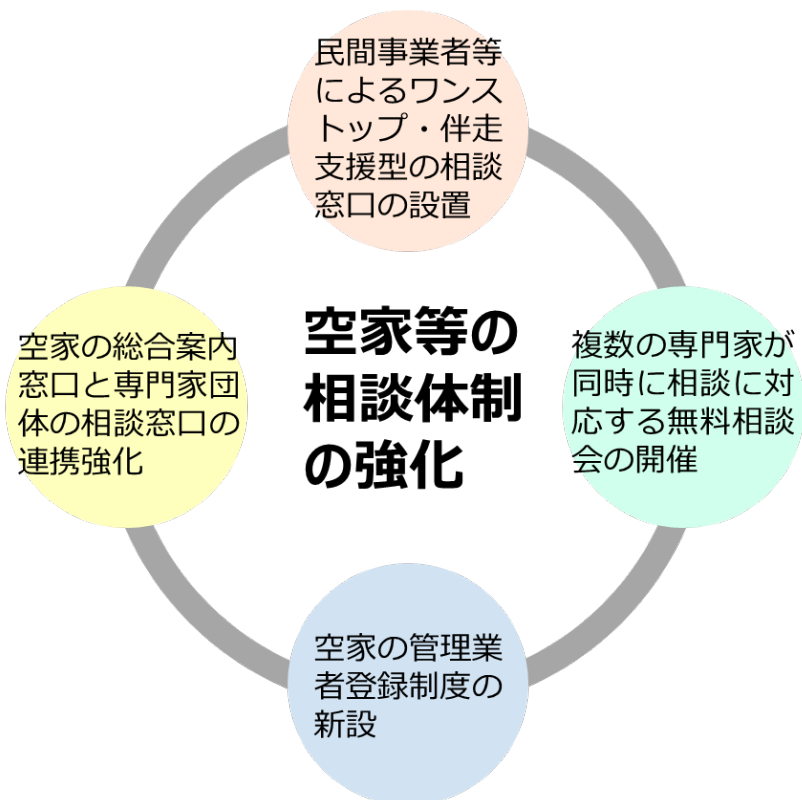 民間事業者等
によるワンス
トップ・伴走
支援型の相談
窓口の設置
空家の総合案内
窓口と専門家団
体の相談窓口の
連携強化
空家等の
相談体制
の強化
複数の専門家が
同時に相談に対
応する無料相談
会の開催
空家の管理業
者登録制度の
新設